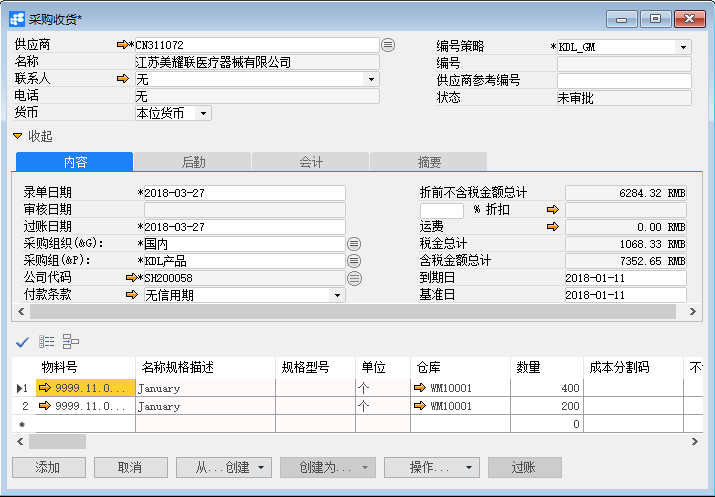 采购收货*
供应商 *CN311072 编号策略 *KDL_GM
名称 江苏美耀联医疗器械有限公司 编号
联系人 无 供应商参考编号
电话 无 状态 未审批
货币 本位货币
收起
内容 后勤 会计 摘要
录单日期 *2018-03-27 折前不含税金额总计 6284.32 RMB
审核日期 % 折扣
过账日期 *2018-03-27 运费 0.00 RMB
采购组织(&G): *国内 税金总计 1068.33 RMB
采购组(&P): *KDL产品 含税金额总计 7352.65 RMB
公司代码 *SH200058 到期日 2018-01-11
付款条款 无信用期 基准日 2018-01-11
物料号 名称规格描述 规格型号 单位 仓库 数量 成本分割码
1 9999.11.0... January 个 WM10001 400
2 9999.11.0... January 个 WM10001 200
* 0
添加 取消 从...创建 创建为... 操作... 过账